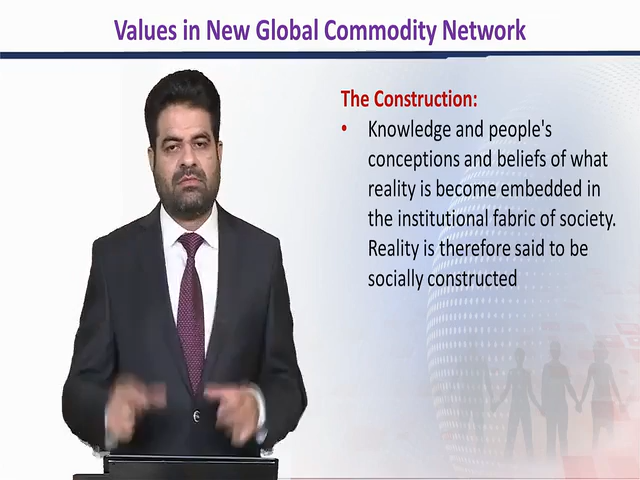 Values in New Global Commodity Network
The Construction:
• Knowledge and people's
conceptions and beliefs of what
reality is become embedded in
the institutional fabric of society.
Reality is therefore said to be
socially constructed